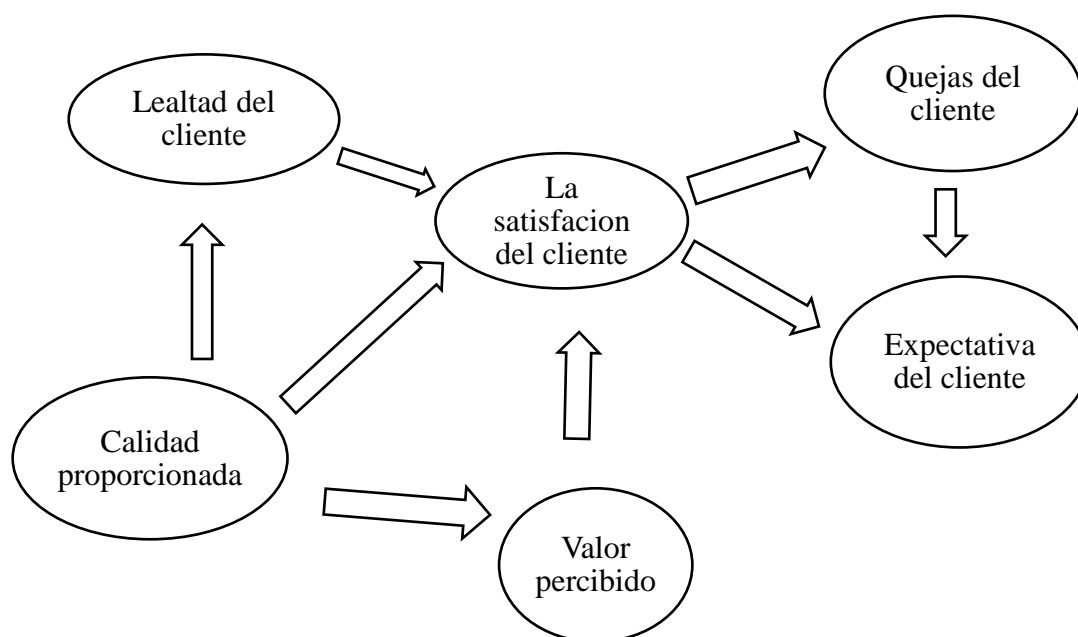 Lealtad del
cliente
Quejas del
cliente
La
satisfacion
del cliente
Expectativa
del cliente
Calidad
proporcionada
Valor
percibido